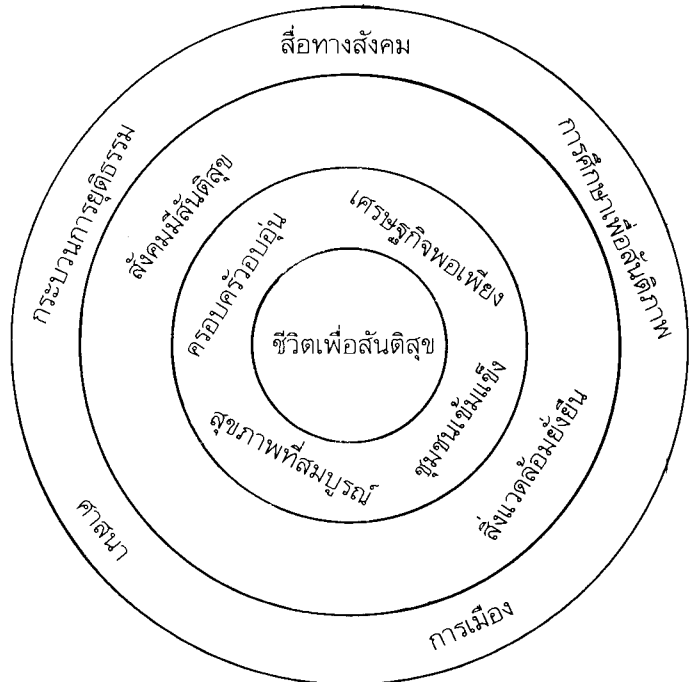 สื่อทางสังคม
กระบวนการยุติธรรม
การศึกษาเพื่อสันติภาพ
สังคมมีสันติสุข
ครอบครัวอบอุ่น
เศรษฐกิจพอเพียง
ชีวิตเพื่อสันติสุข
สุขภาพที่สมบูรณ์
ชุมชนเข้มแข็ง
สิ่งแวดล้อมยั่งยืน
ศาสนา
การเมือง